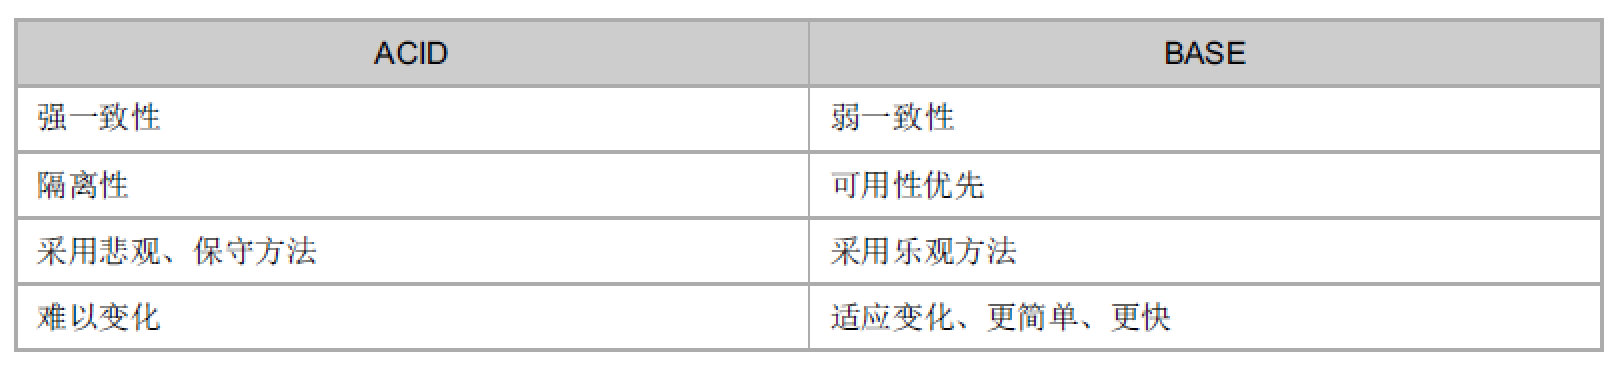 ACID BASE
强一致性 弱一致性
隔离性 可用性优先
采用悲观、保守方法 采用乐观方法
难以变化 适应变化、更简单、更快